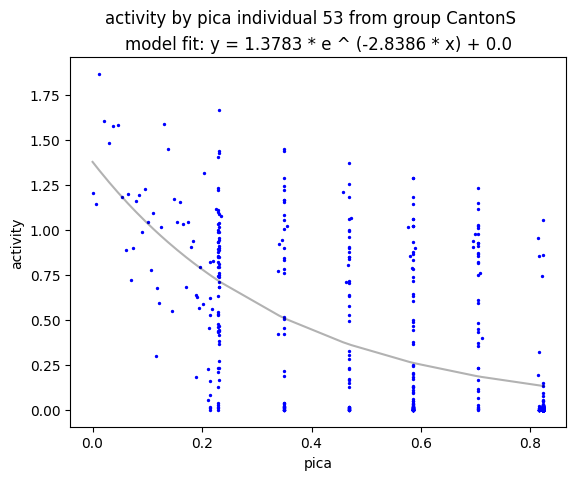 activity by pica individual 53 from group CantonS
model fit: y = 1.3783 * e ^ (-2.8386 * x) + 0.0
1.75
1.50
1.25
1.00
0.75
0.50
0.25
0.00
activity
0.0 0.2 0.4 0.6 0.8
pica